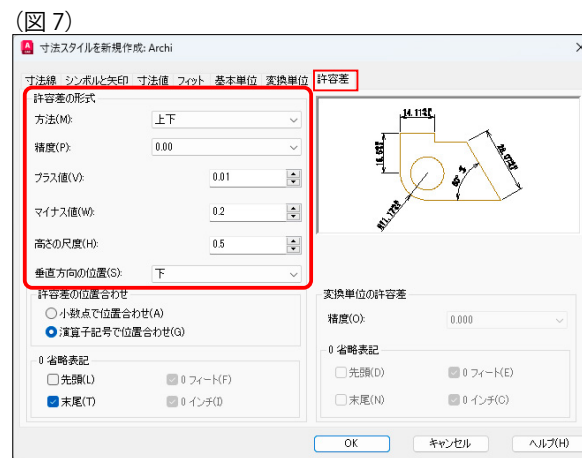 （図 7）
寸法スタイルを新規作成: Archi
寸法線 シンボルと矢印 寸法値 フィット 基本単位 変換単位 許容差
許容差の形式
方法(M): 上下
精度(P): 0.00
プラス値(V): 0.01
マイナス値(W): 0.2
高さの尺度(H): 0.5
垂直方向の位置(S): 下
許容差の位置合わせ
小数点で位置合わせ(A)
演算子記号で位置合わせ(G)
0 省略表記
先頭(L) 0 フィート(F)
末尾(T) 0 インチ(I)
変換単位の許容差
精度(O): 0.000
0 省略表記
先頭(D) 0 フィート(E)
末尾(N) 0 インチ(C)
OK キャンセル ヘルプ(H)